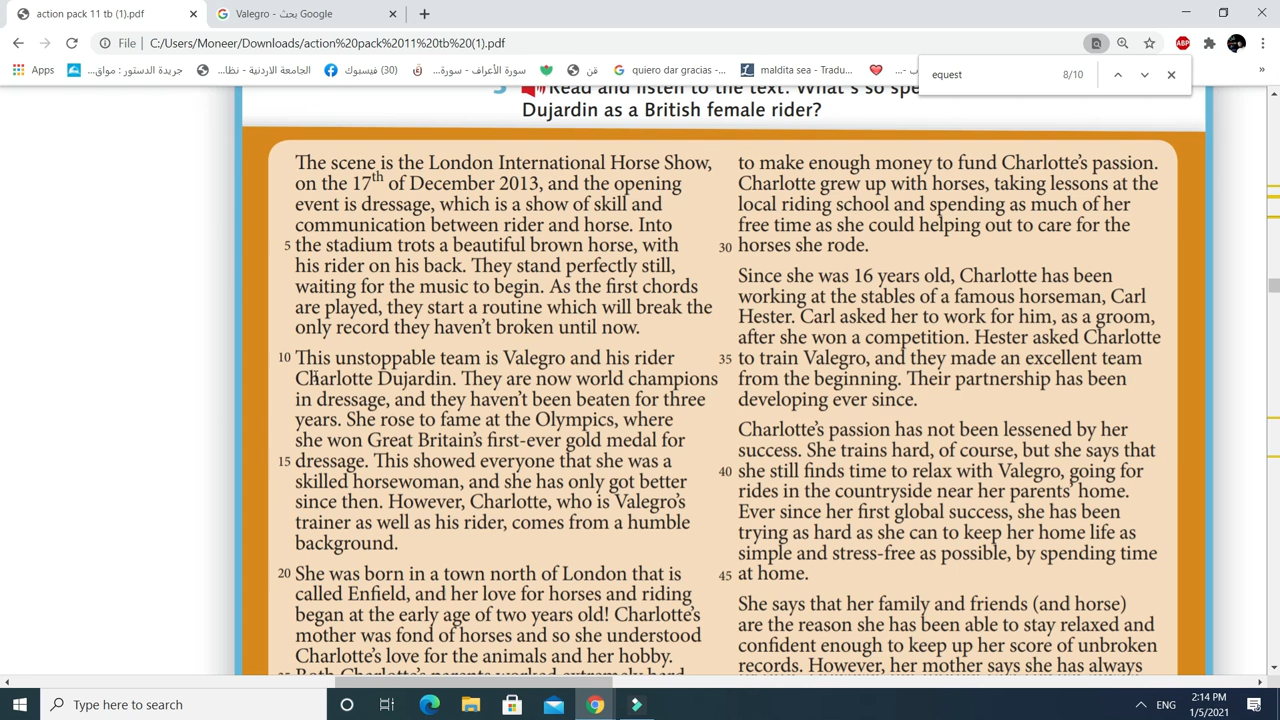 action pack 11 tb (1).pdf
Valegro - بحث Google
File C:/Users/Moneer/Downloads/action%20pack%2011%20tb%20(1).pdf
ABP
Apps
جريدة الدستور : مواق...
الجامعة الاردنية - نظا...
(30) فيسبوك
سورة الأعراف - سورة...
قن
quiero dar gracias -...
maldita sea - Tradu...
»
equest 8/10
Read and listen to the text. What's so spe
Dujardin as a British female rider?
The scene is the London International Horse Show,
on the 17th of December 2013, and the opening
event is dressage, which is a show of skill and
communication between rider and horse. Into
5 the stadium trots a beautiful brown horse, with
his rider on his back. They stand perfectly still,
waiting for the music to begin. As the first chords
are played, they start a routine which will break the
only record they haven't broken until now.
10 This unstoppable team is Valegro and his rider
Charlotte Dujardin. They are now world champions
in dressage, and they haven't been beaten for three
years. She rose to fame at the Olympics, where
she won Great Britain's first-ever gold medal for
15 dressage. This showed everyone that she was a
skilled horsewoman, and she has only got better
since then. However, Charlotte, who is Valegro's
trainer as well as his rider, comes from a humble
background.
20 She was born in a town north of London that is
called Enfield, and her love for horses and riding
began at the early age of two years old! Charlotte's
mother was fond of horses and so she understood
Charlotte's love for the animals and her hobby.
Both Charlotte's parents worked extremely hard
to make enough money to fund Charlotte's passion.
Charlotte grew up with horses, taking lessons at the
local riding school and spending as much of her
free time as she could helping out to care for the
30 horses she rode.
Since she was 16 years old, Charlotte has been
working at the stables of a famous horseman, Carl
Hester. Carl asked her to work for him, as a groom,
after she won a competition. Hester asked Charlotte
35 to train Valegro, and they made an excellent team
from the beginning. Their partnership has been
developing ever since.
Charlotte's passion has not been lessened by her
success. She trains hard, of course, but she says that
40 she still finds time to relax with Valegro, going for
rides in the countryside near her parents' home.
Ever since her first global success, she has been
trying as hard as she can to keep her home life as
simple and stress-free as possible, by spending time
45 at home.
She says that her family and friends (and horse)
are the reason she has been able to stay relaxed and
confident enough to keep up her score of unbroken
records. However, her mother says she has always
Type here to search
ENG
2:14 PM
1/5/2021